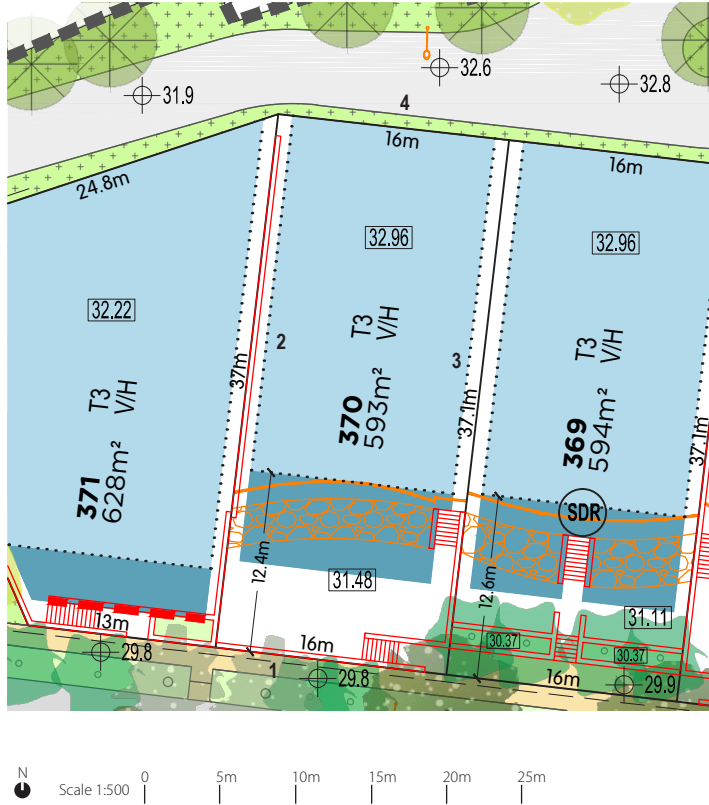 32.6
32.8
31.9
4
16m
16m
24.8m
32.96
32.96
32.22
T3
V/H
T3
V/H
T3
V/H
2
3
37m
37.1m
37.1m
370
593m²
369
594m²
371
628m²
SDR
12.4m
12.6m
31.48
31.11
13m
16m
30.37
30.37
29.8
1
29.8
16m
29.9
N
Scale 1:500
0
5m
10m
15m
20m
25m